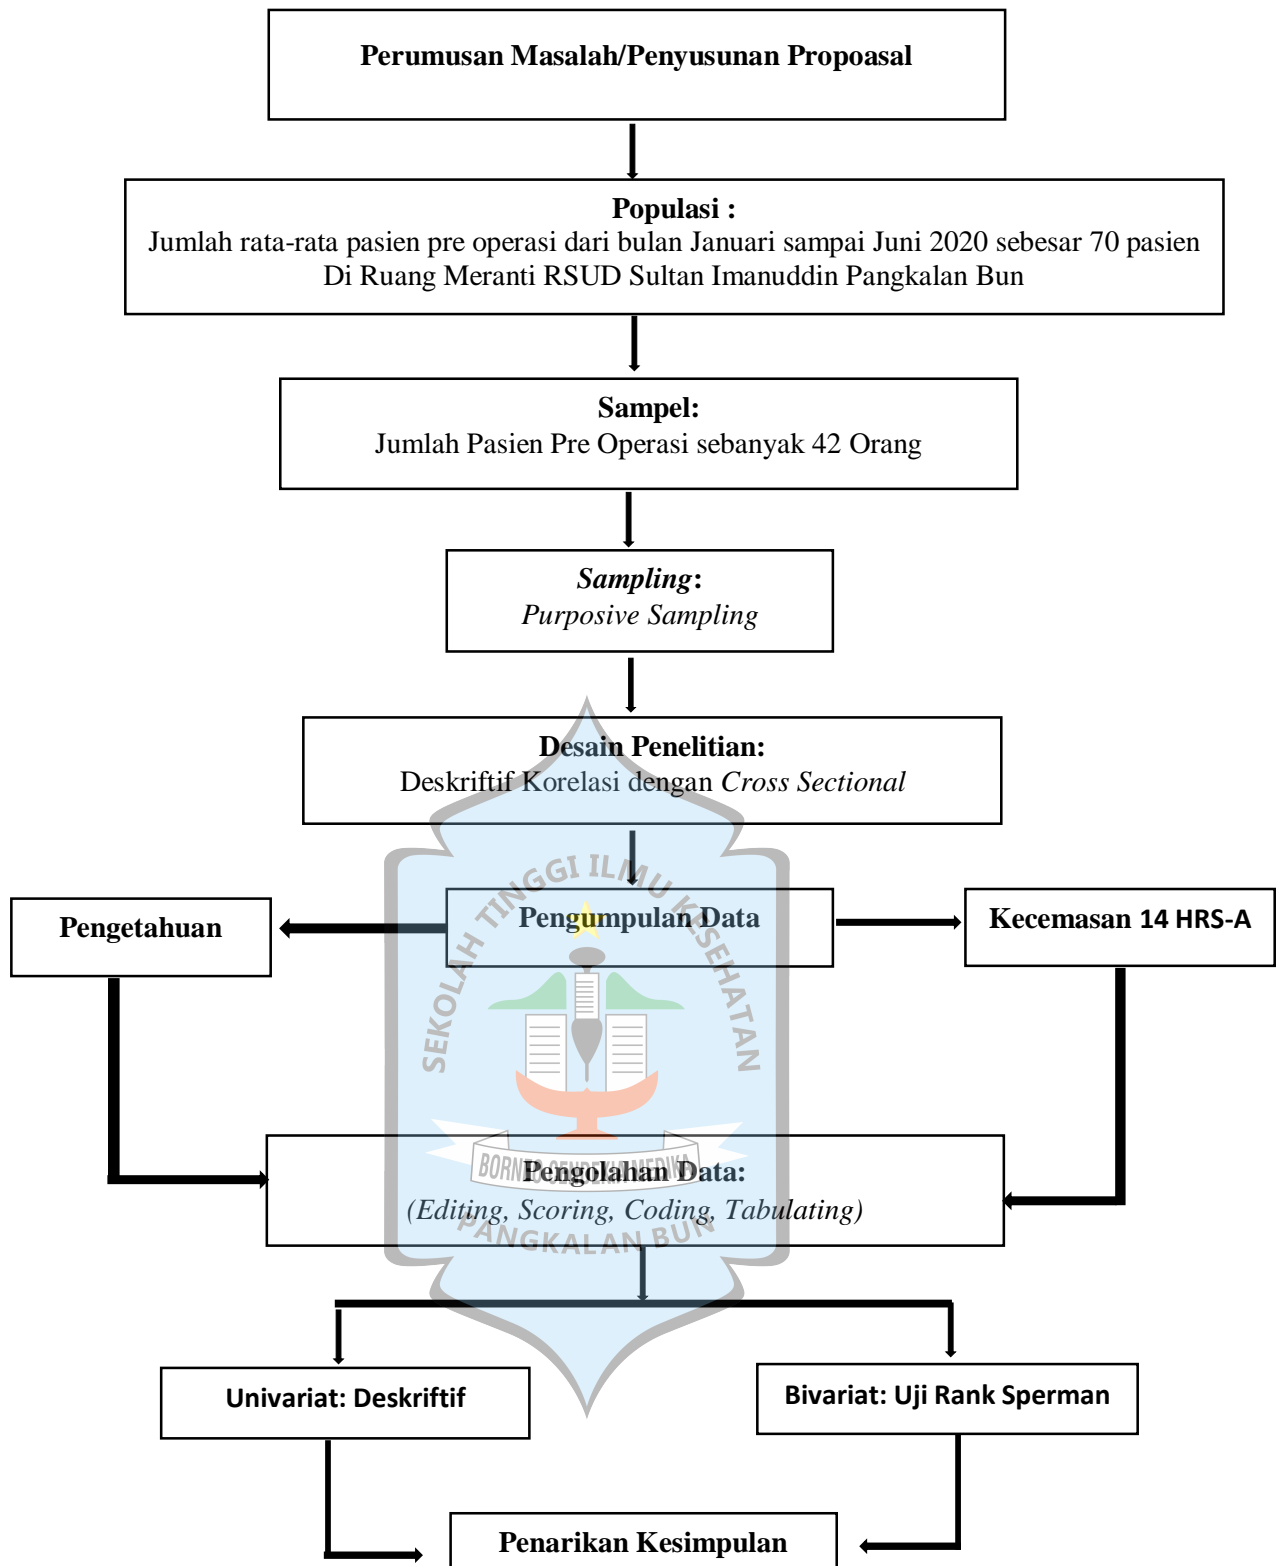 Perumusan Masalah/Penyusunan Propoasal
Populasi :
Jumlah rata-rata pasien pre operasi dari bulan Januari sampai Juni 2020 sebesar 70 pasien
Di Ruang Meranti RSUD Sultan Imanuddin Pangkalan Bun
Sampel:
Jumlah Pasien Pre Operasi sebanyak 42 Orang
Sampling:
Purposive Sampling
Desain Penelitian:
Deskriftif Korelasi dengan Cross Sectional
SEKOLAH TINGGI ILMU KESEHATAN
Pengetahuan
Pengumpulan Data
Kecemasan 14 HRS-A
BORNEO CENDEKIA MEDIKA
Pengolahan Data:
(Editing, Scoring, Coding, Tabulating)
PANGKALAN BUN
Univariat: Deskriftif
Bivariat: Uji Rank Sperman
Penarikan Kesimpulan